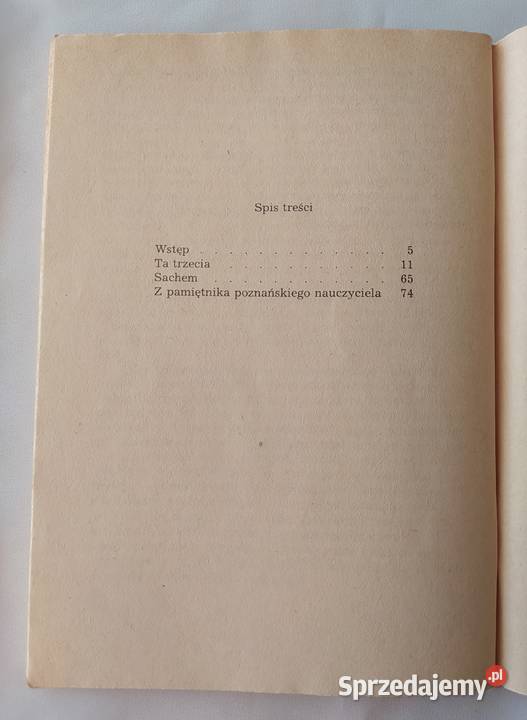 Spis treści
Wstęp . . . . . . . . . . . . . 5
Ta trzecia . . . . . . . . . . . . 11
Sachem . . . . . . . . . . . . . 65
Z pamiętnika poznańskiego nauczyciela 74
Sprzedajemy.pl